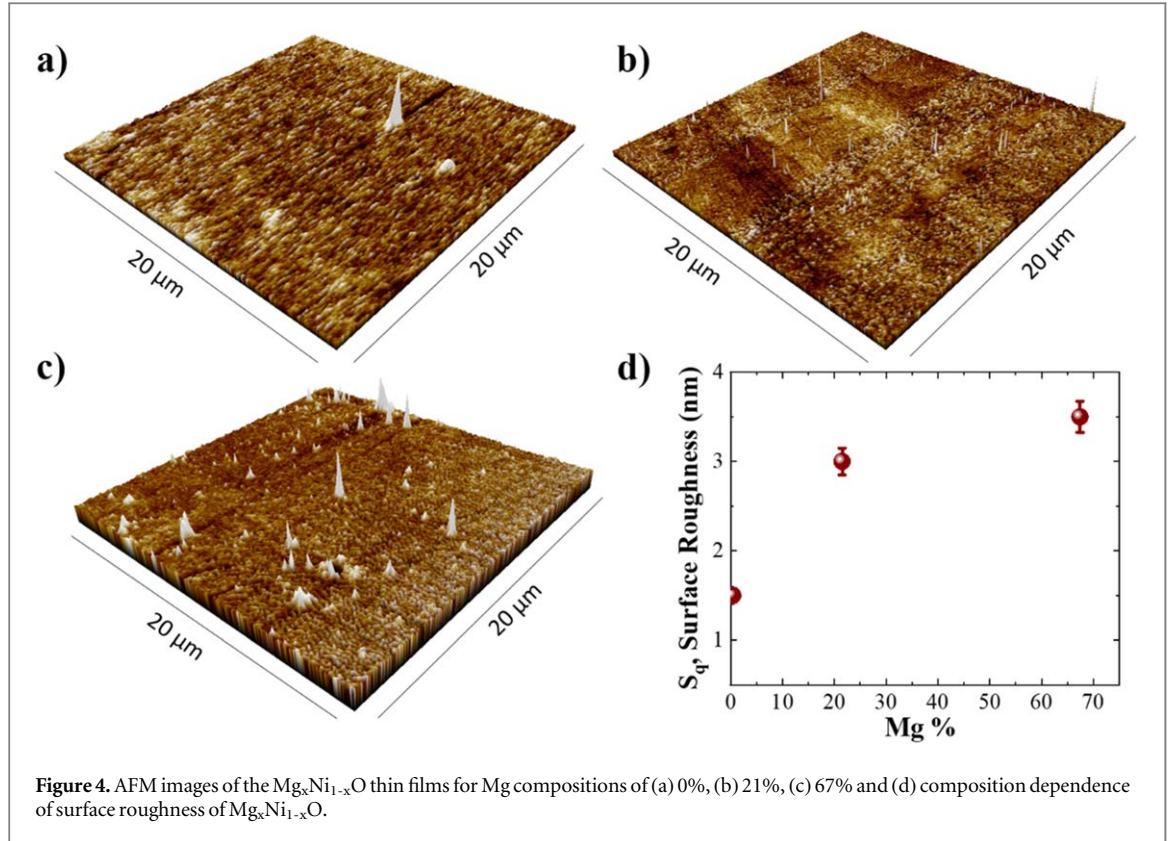 a)
20 μm
20 μm
b)
20 μm
20 μm
c)
20 μm
20 μm
d)
S_q, Surface Roughness (nm)
4
3
2
1
0 10 20 30 40 50 60 70
Mg %
Figure 4. AFM images of the MgₓNi₁₋ₓO thin films for Mg compositions of (a) 0%, (b) 21%, (c) 67% and (d) composition dependence
of surface roughness of MgₓNi₁₋ₓO.